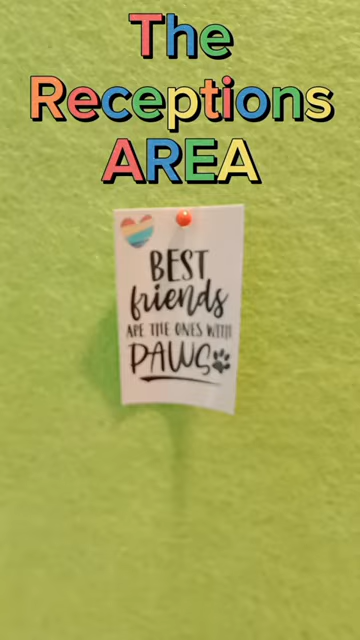 The
Receptions
AREA
BEST
friends
ARE THE ONES WITH
PAWS